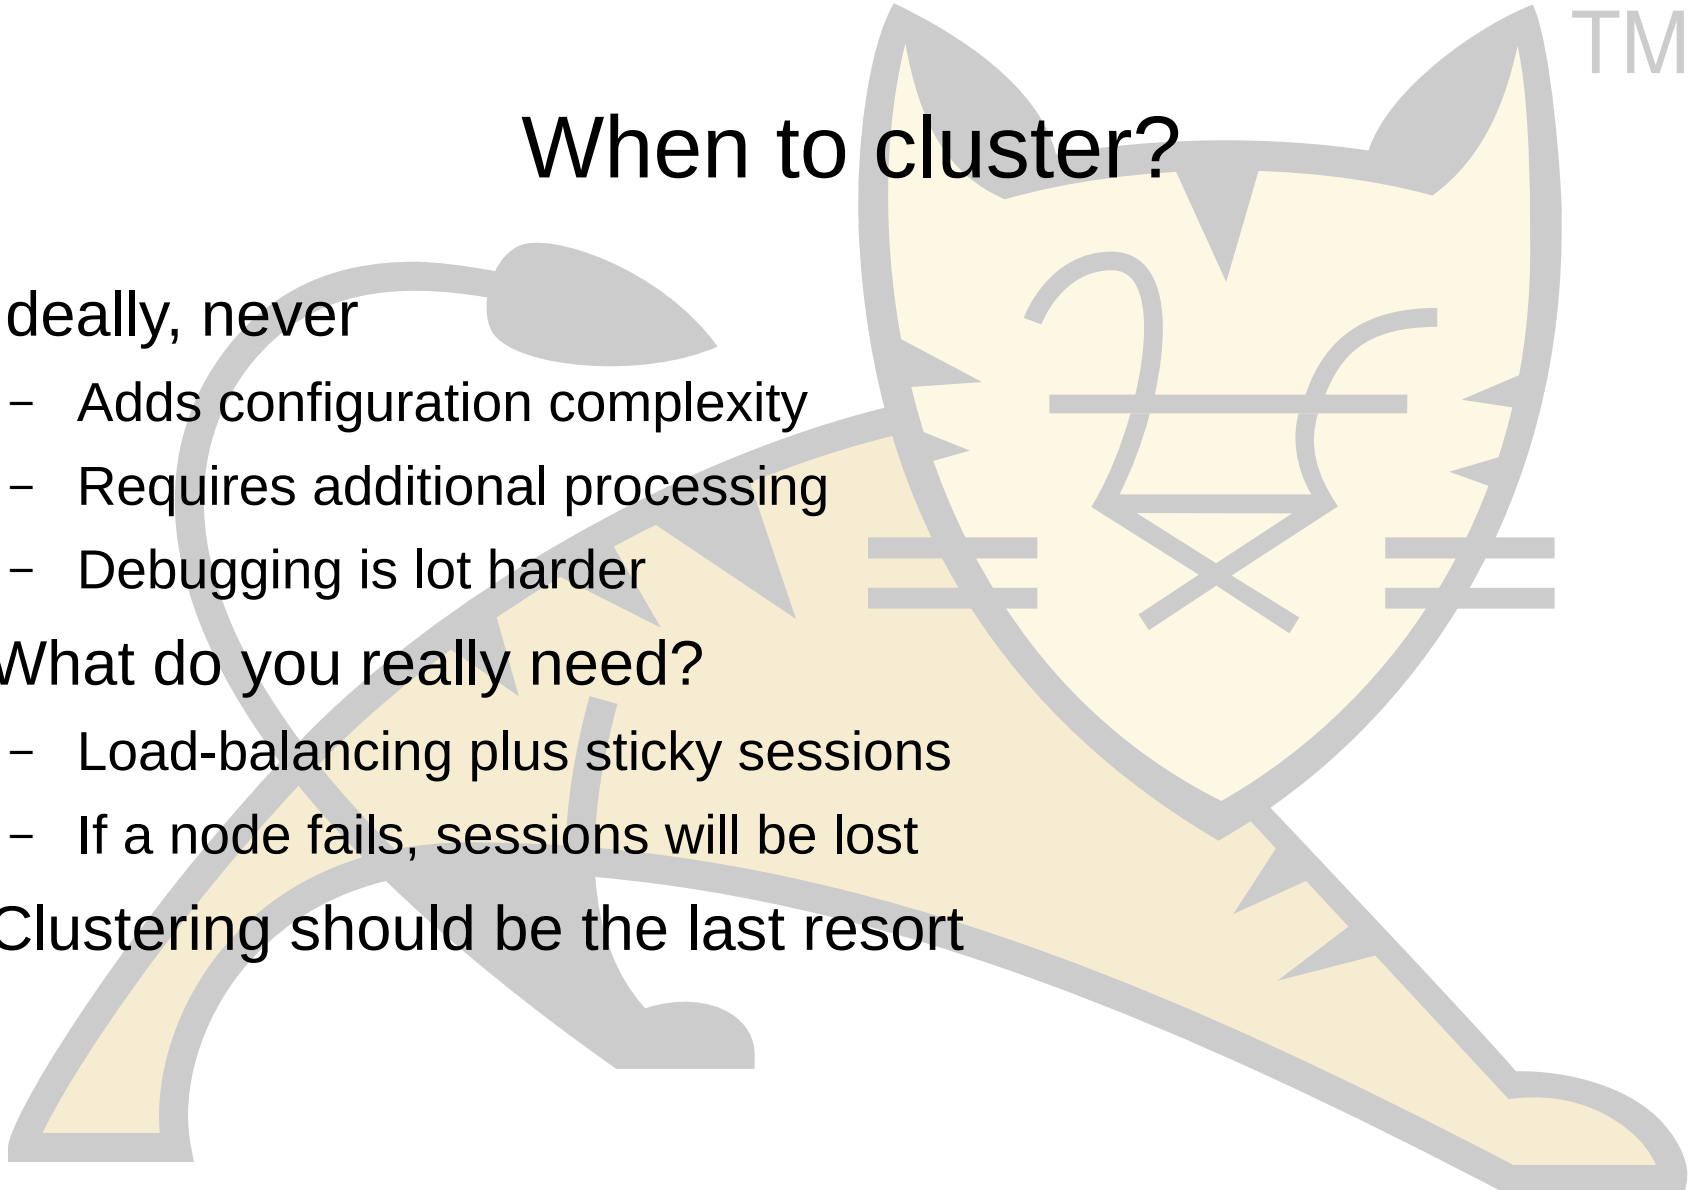 TM
When to cluster?
deally, never
– Adds configuration complexity
– Requires additional processing
– Debugging is lot harder
What do you really need?
– Load-balancing plus sticky sessions
– If a node fails, sessions will be lost
Clustering should be the last resort